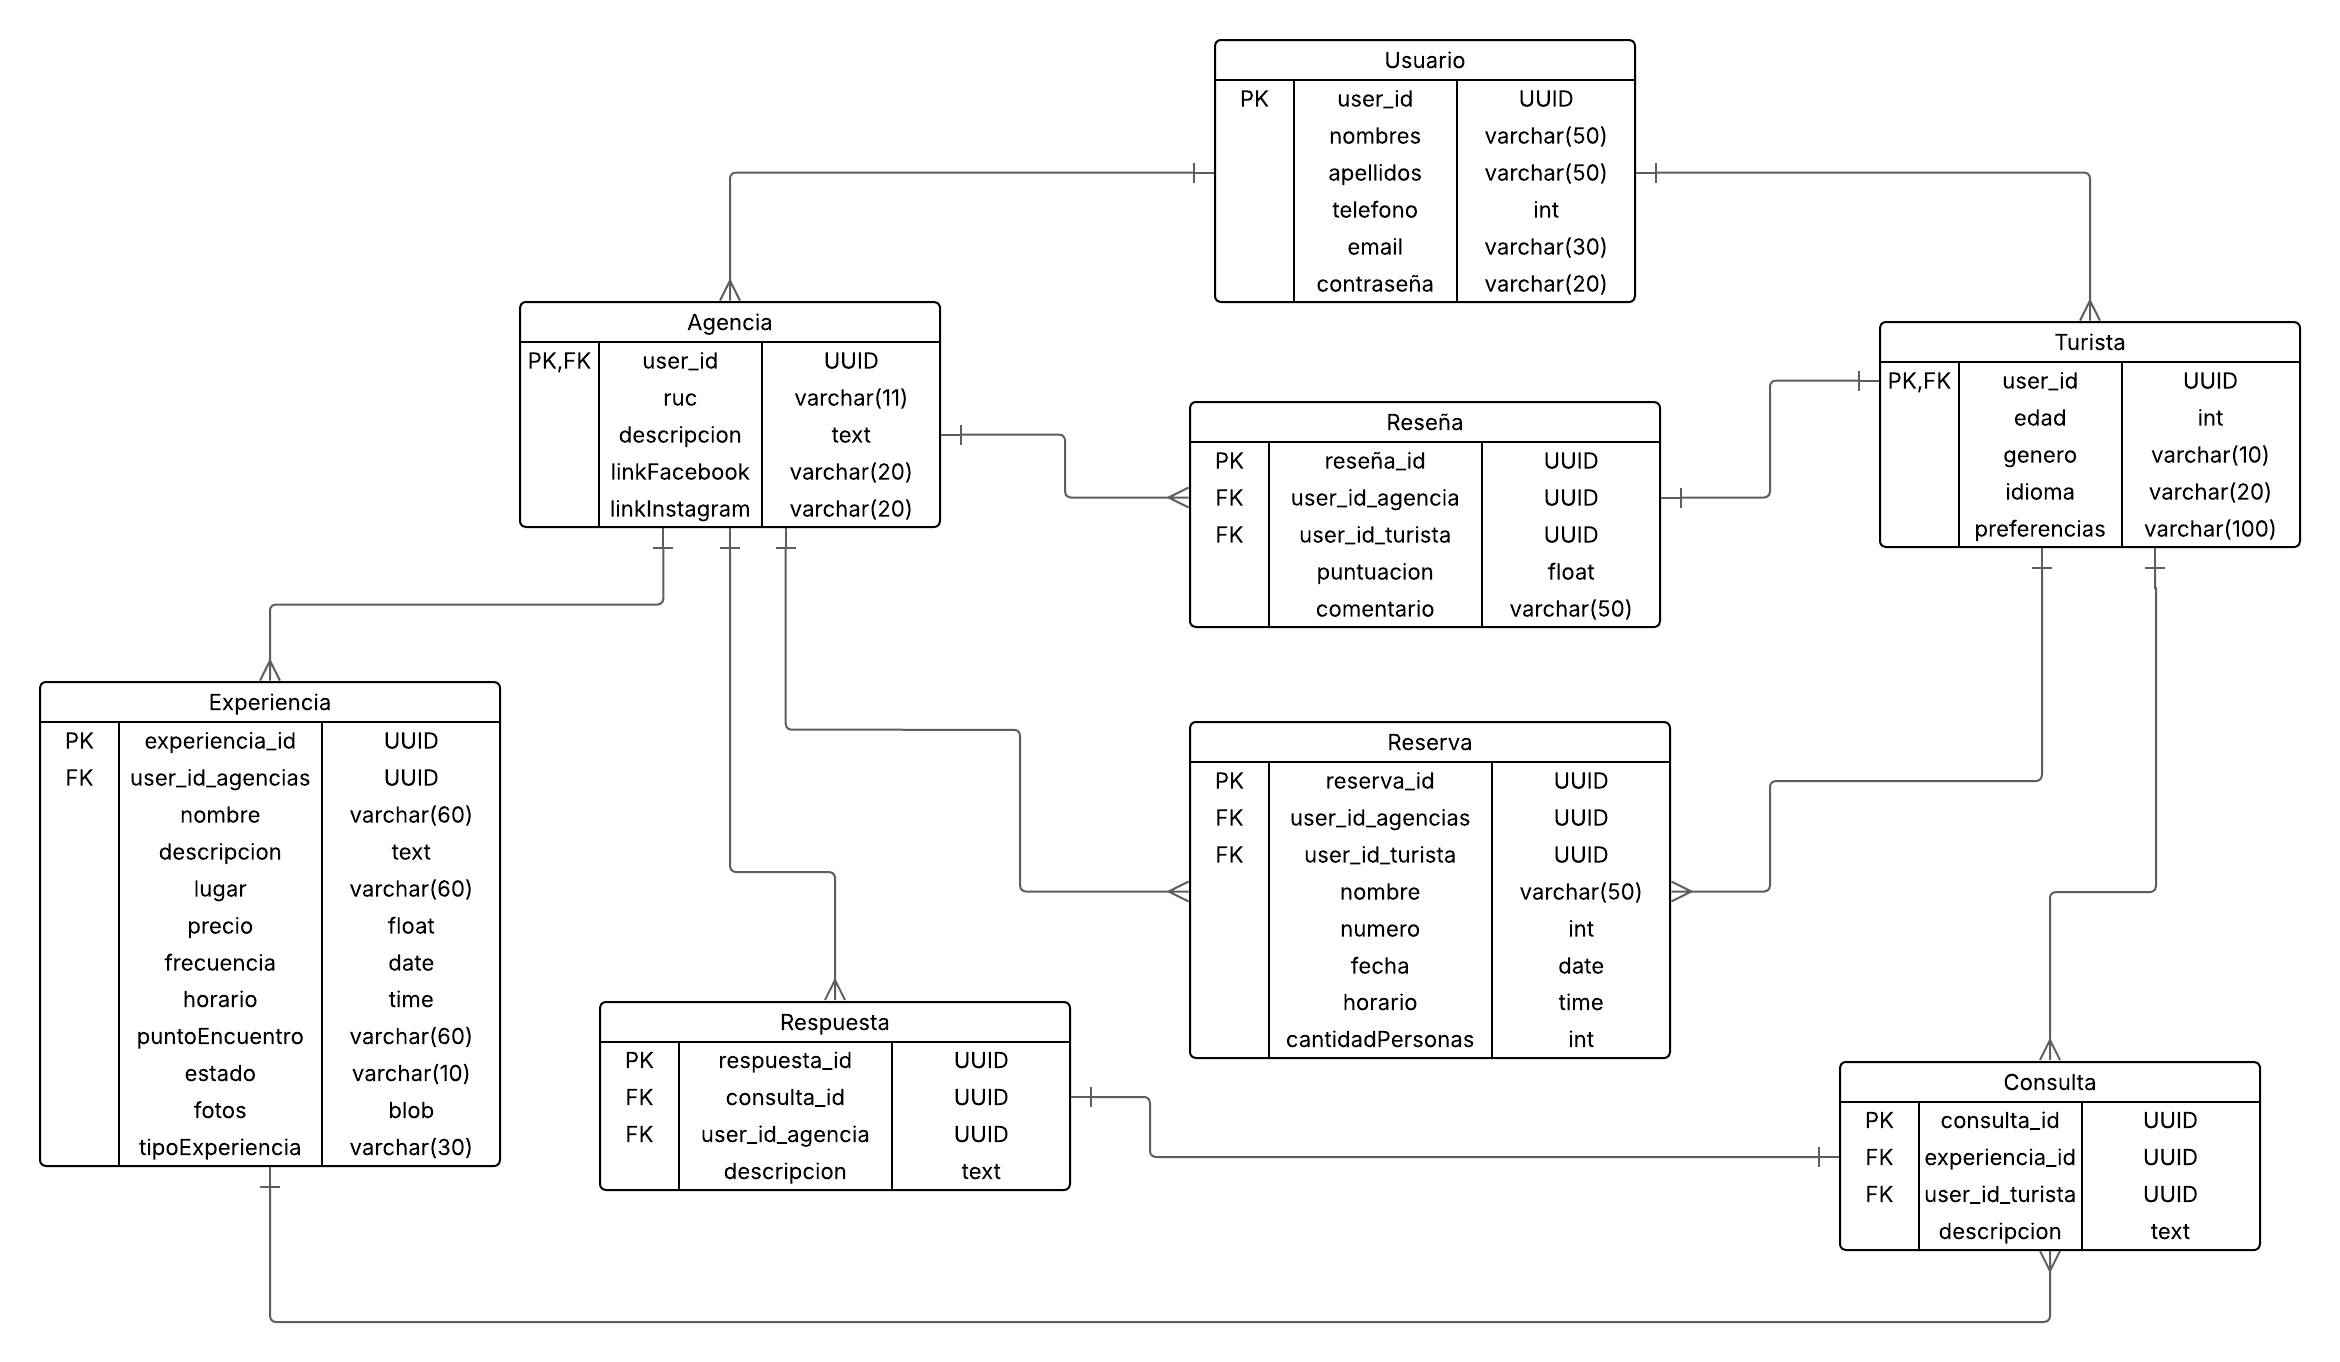 Usuario
PK user_id UUID
nombres varchar(50)
apellidos varchar(50)
telefono int
email varchar(30)
contraseña varchar(20)
Agencia
PK,FK user_id UUID
ruc varchar(11)
descripcion text
linkFacebook varchar(20)
linkInstagram varchar(20)
Turista
PK,FK user_id UUID
edad int
genero varchar(10)
idioma varchar(20)
preferencias varchar(100)
Reseña
PK reseña_id UUID
FK user_id_agencia UUID
FK user_id_turista UUID
puntuacion float
comentario varchar(50)
Experiencia
PK experiencia_id UUID
FK user_id_agencias UUID
nombre varchar(60)
descripcion text
lugar varchar(60)
precio float
frecuencia date
horario time
puntoEncuentro varchar(60)
estado varchar(10)
fotos blob
tipoExperiencia varchar(30)
Reserva
PK reserva_id UUID
FK user_id_agencias UUID
FK user_id_turista UUID
nombre varchar(50)
numero int
fecha date
horario time
cantidadPersonas int
Respuesta
PK respuesta_id UUID
FK consulta_id UUID
FK user_id_agencia UUID
descripcion text
Consulta
PK consulta_id UUID
FK experiencia_id UUID
FK user_id_turista UUID
descripcion text